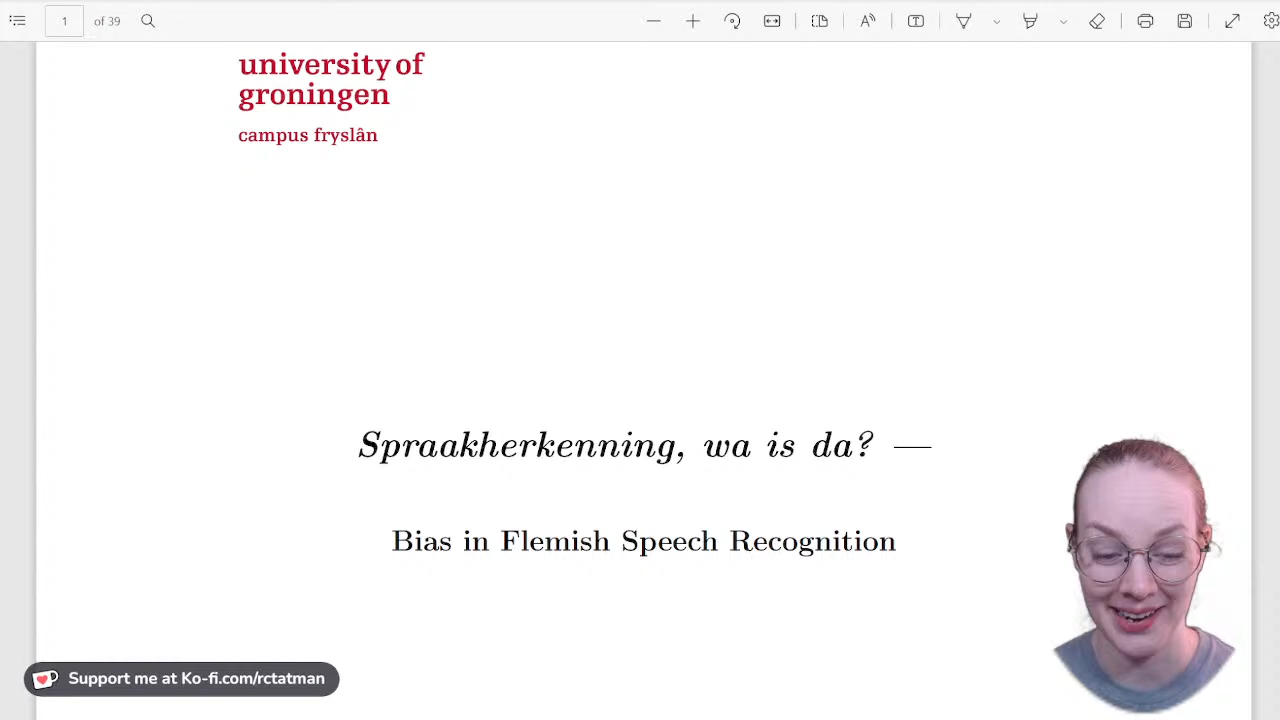 1 of 39
university of
groningen
campus fryslân
Spraakherkenning, wa is da? —
Bias in Flemish Speech Recognition
Support me at Ko-fi.com/rctatman